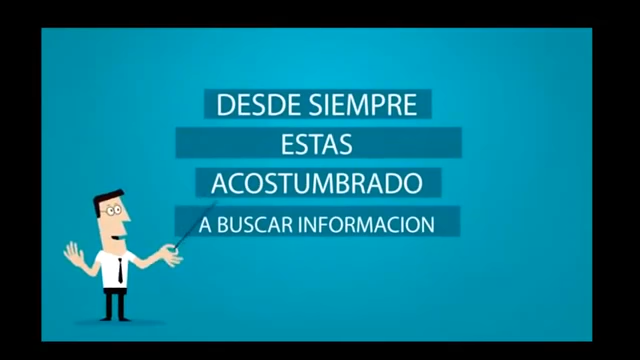 DESDE SIEMPRE
ESTAS
ACOSTUMBRADO
A BUSCAR INFORMACION